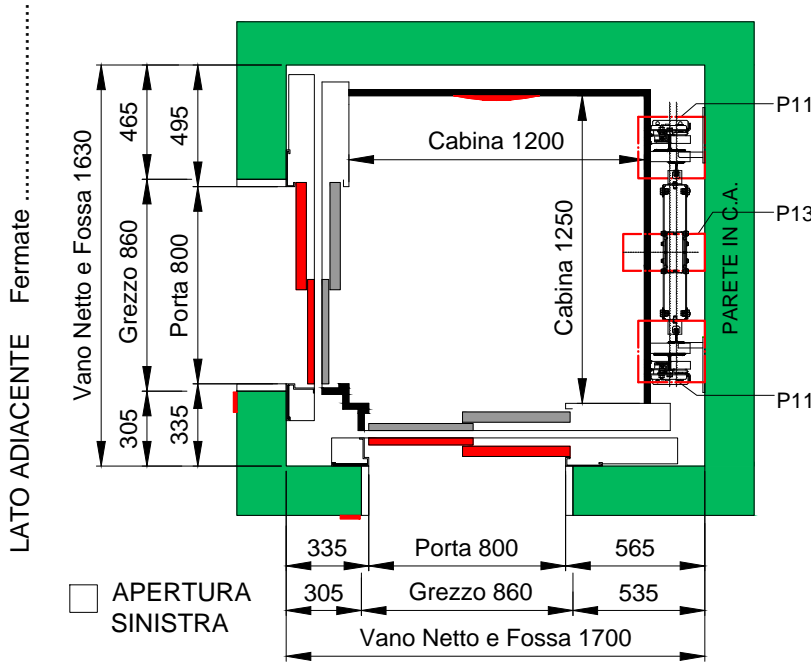 LATO ADIACENTE Fermate ................
Vano Netto e Fossa 1630
465
Grezzo 860
305
495
Porta 800
335
Cabina 1200
Cabina 1250
PARETE IN C.A.
P11
P13
P11
335
Porta 800
565
305
Grezzo 860
535
Vano Netto e Fossa 1700
APERTURA
SINISTRA